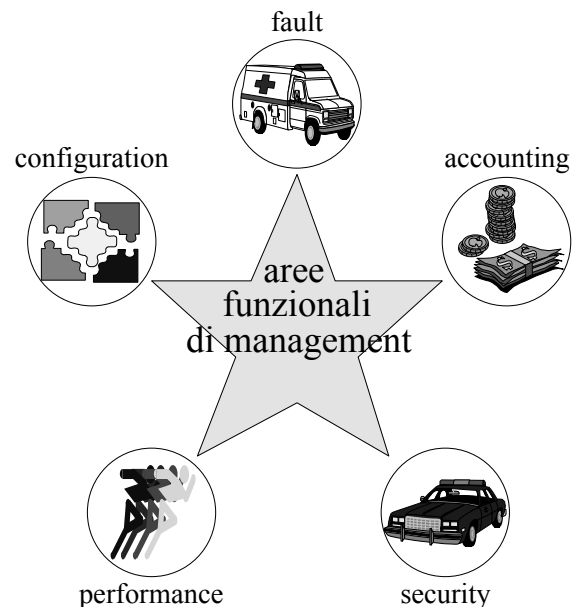 fault
configuration
accounting
aree
funzionali
di management
performance
security